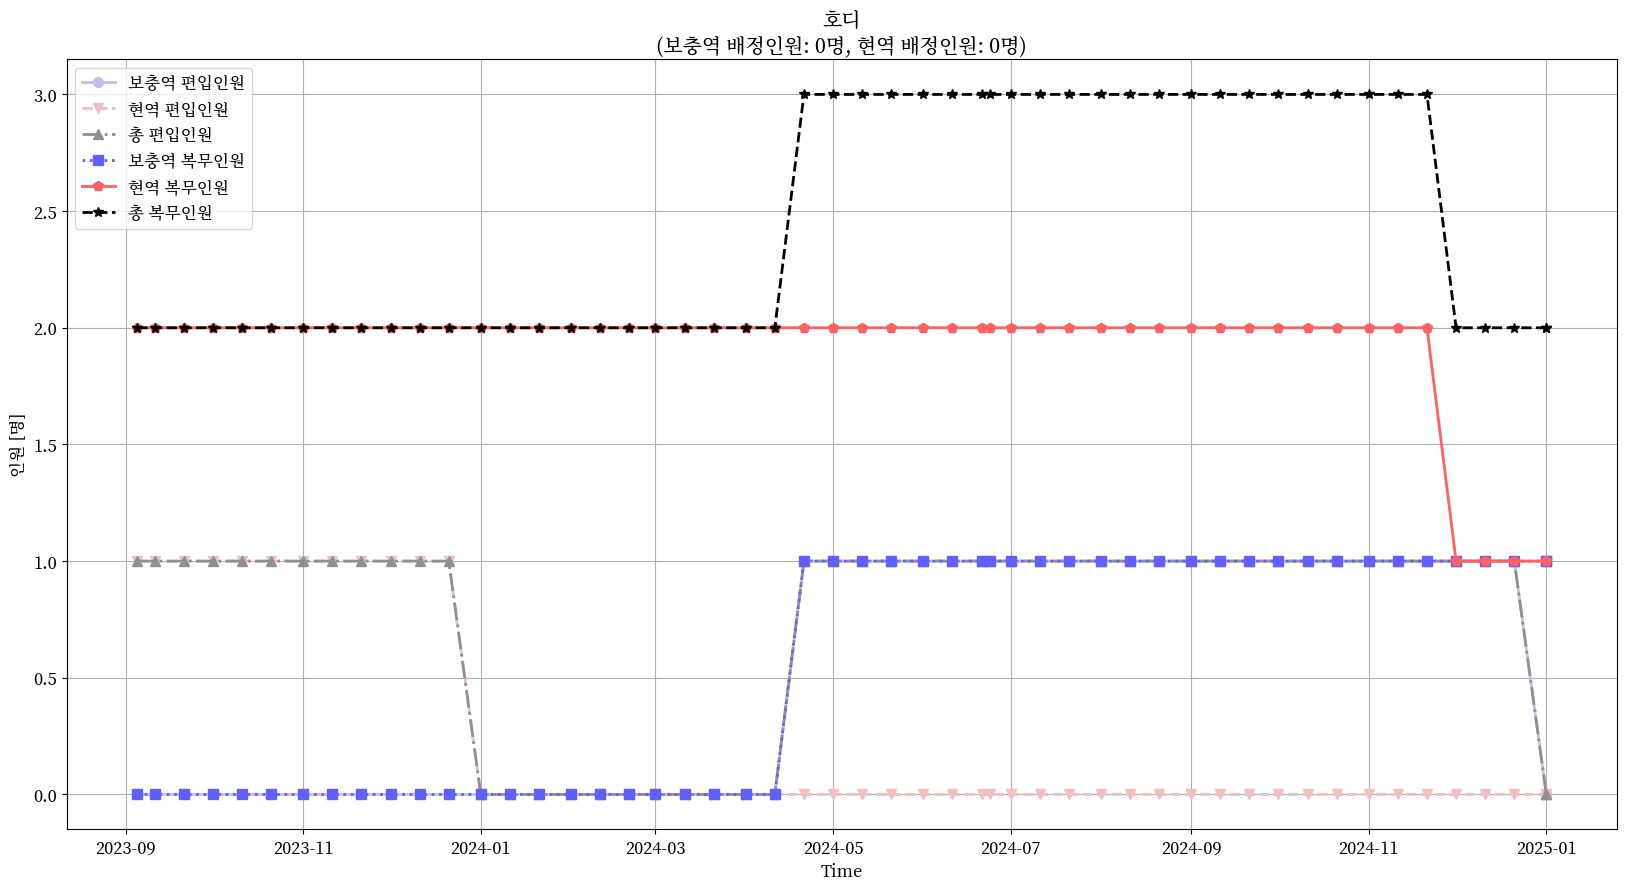 호디
(보충역 배정인원: 0명, 현역 배정인원: 0명)
보충역 편입인원
현역 편입인원
총 편입인원
보충역 복무인원
현역 복무인원
총 복무인원
3.0
2.5
2.0
1.5
1.0
0.5
0.0
인원 [명]
2023-09
2023-11
2024-01
2024-03
2024-05
2024-07
2024-09
2024-11
2025-01
Time